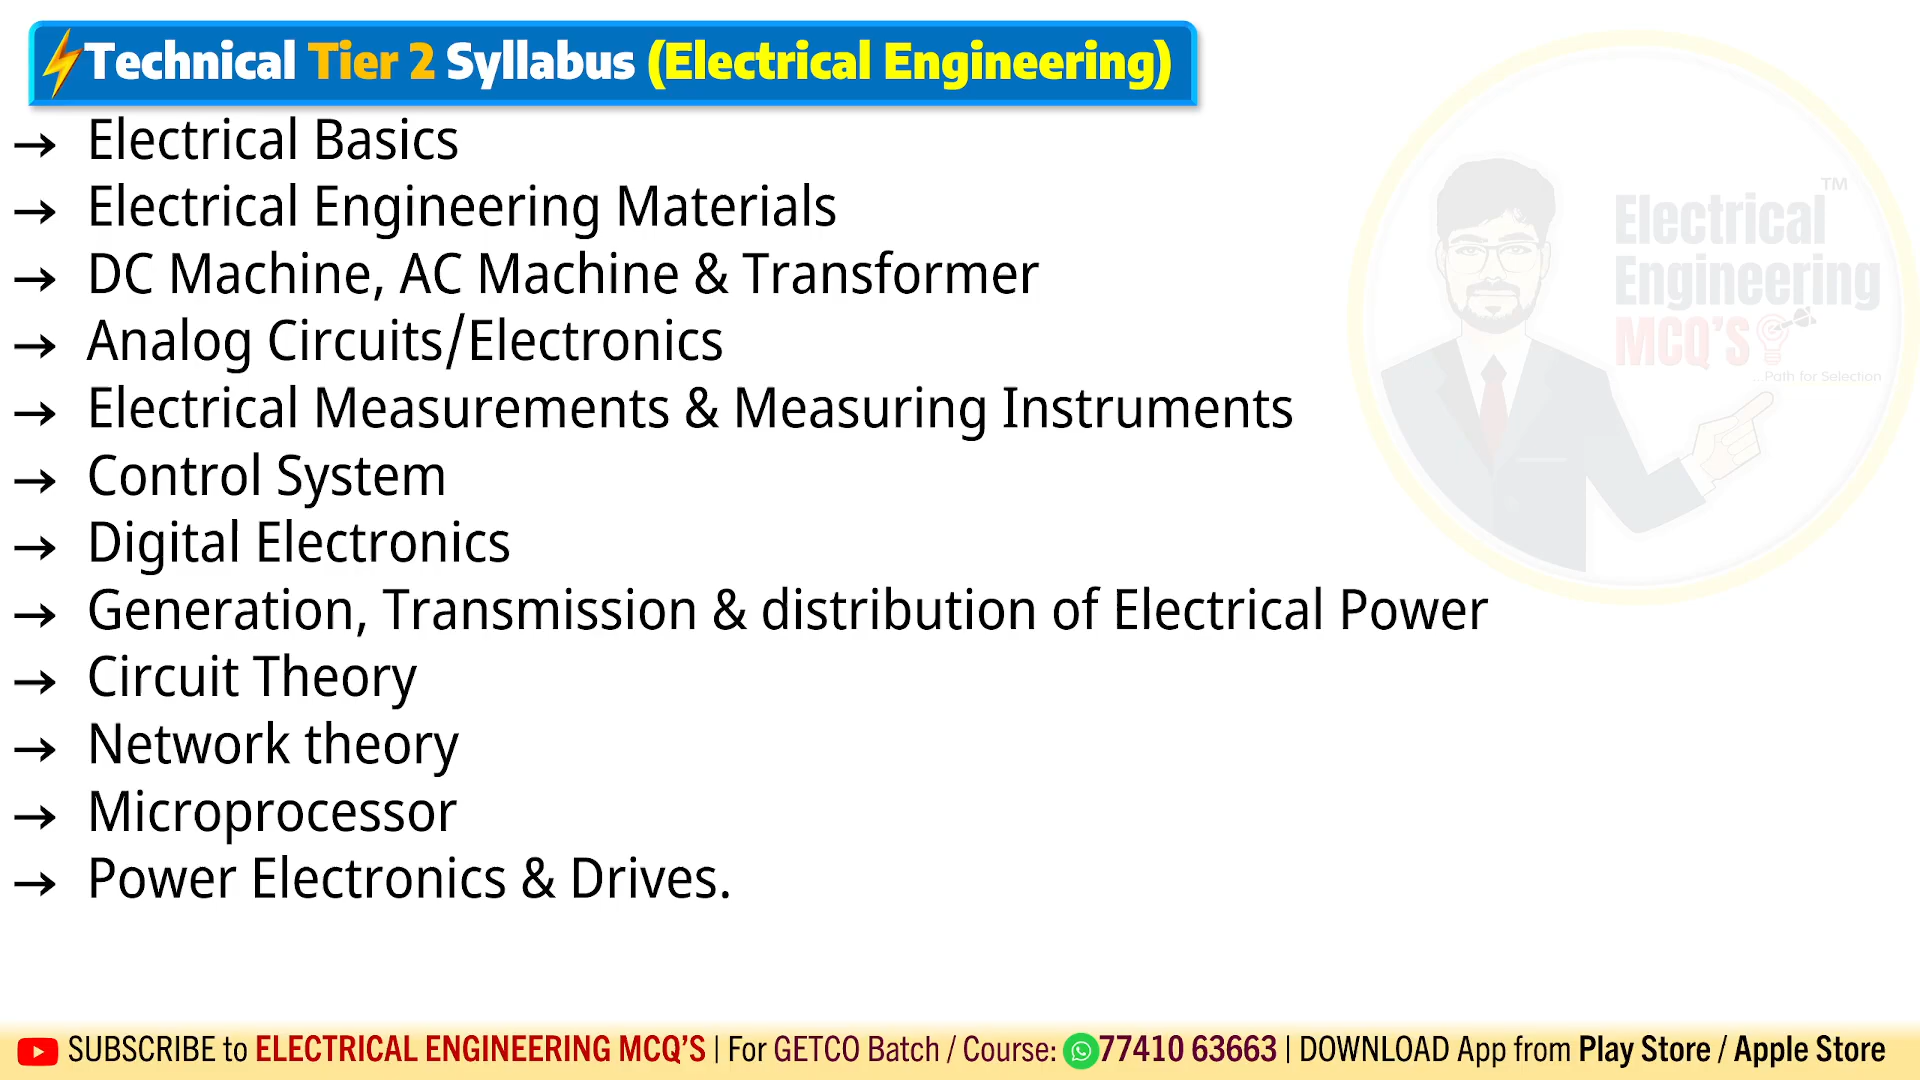 ⚡Technical Tier 2 Syllabus (Electrical Engineering)
→ Electrical Basics
→ Electrical Engineering Materials
→ DC Machine, AC Machine & Transformer
→ Analog Circuits/Electronics
→ Electrical Measurements & Measuring Instruments
→ Control System
→ Digital Electronics
→ Generation, Transmission & distribution of Electrical Power
→ Circuit Theory
→ Network theory
→ Microprocessor
→ Power Electronics & Drives.
Electrical TM
Engineering
MCQ'S
...Path for Selection
SUBSCRIBE to ELECTRICAL ENGINEERING MCQ'S | For GETCO Batch / Course: 77410 63663 | DOWNLOAD App from Play Store / Apple Store